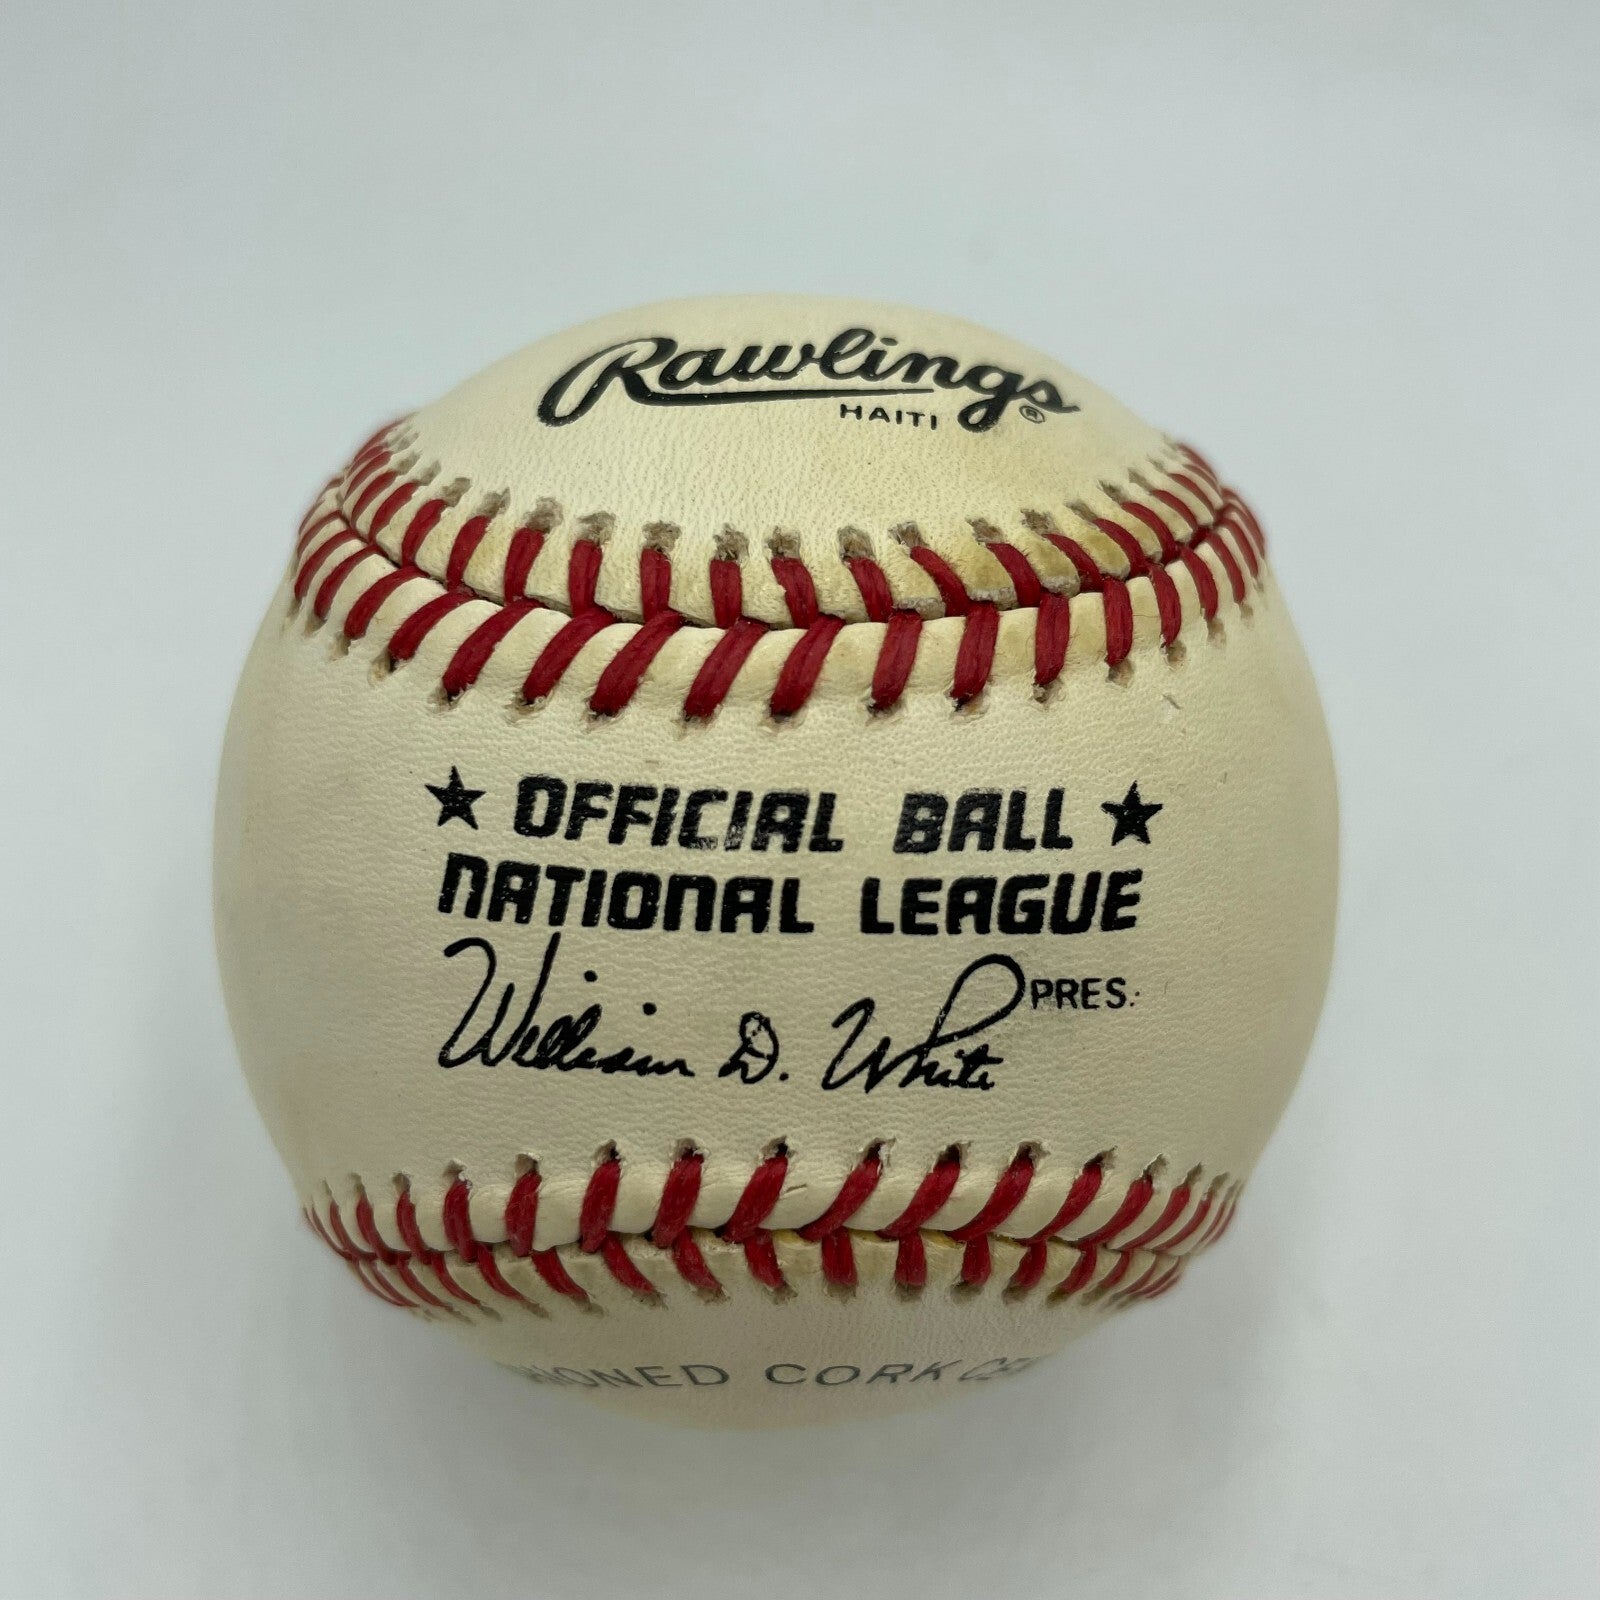 Rawlings ®
HAITI
★ OFFICIAL BALL ★
NATIONAL LEAGUE
William D. White PRES.
CORK